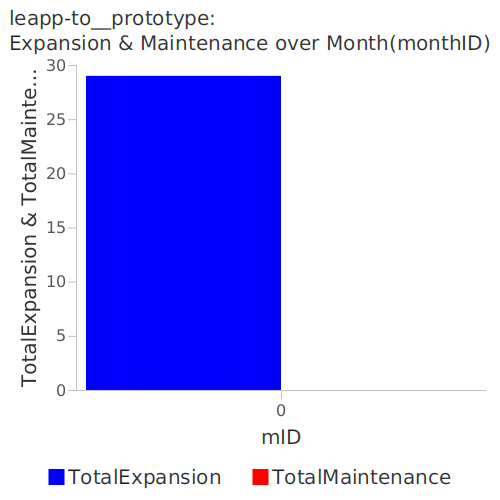 leapp-to__prototype:
Expansion & Maintenance over Month(monthID)
TotalExpansion & TotalMainte...
30
25
20
15
10
5
0
0
mID
TotalExpansion
TotalMaintenance